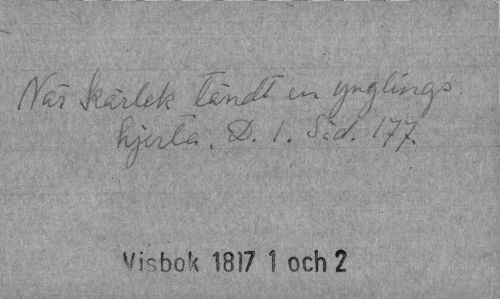 När kärlek tändt en ynglings
hjerta. D. 1. Sid. 177.
Visbok 1817 1 och 2